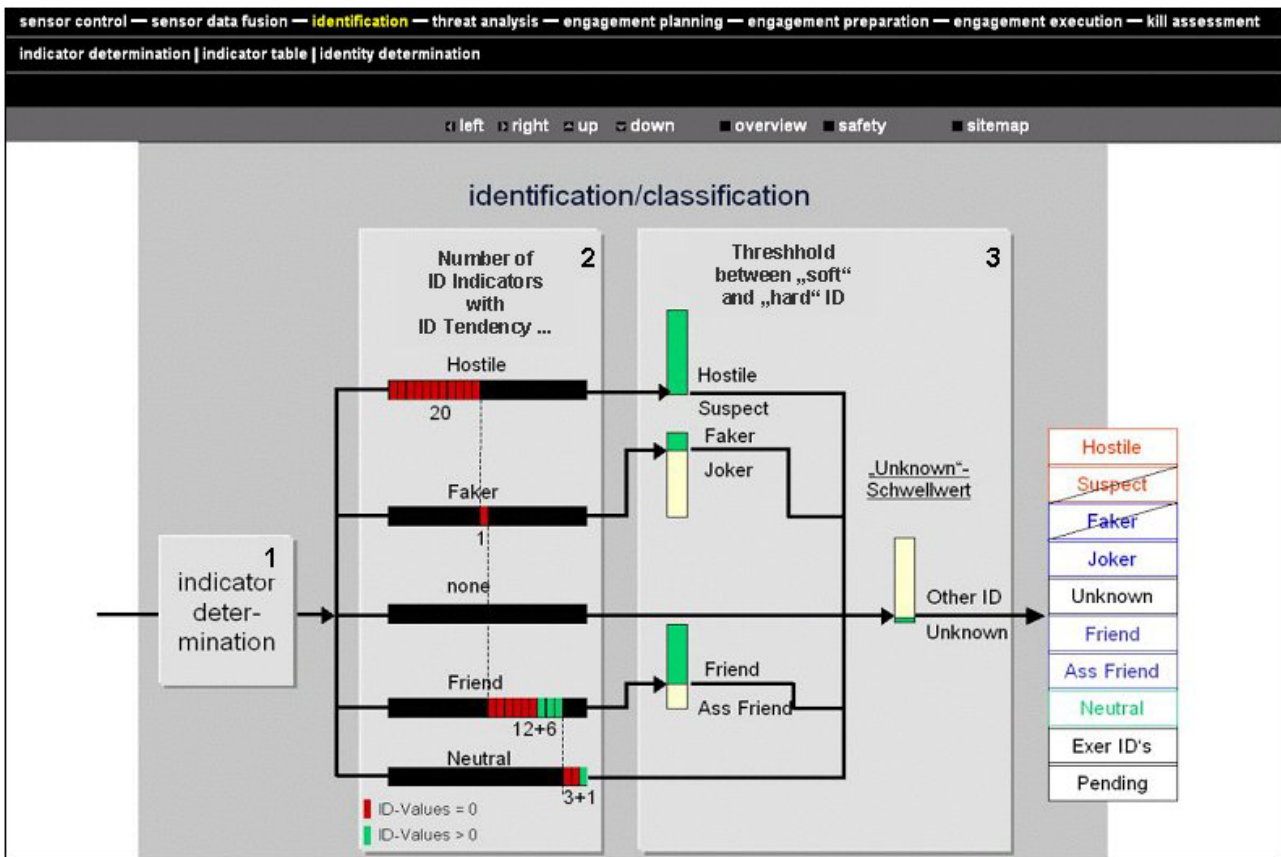 sensor control — sensor data fusion — identification — threat analysis — engagement planning — engagement preparation — engagement execution — kill assessment
indicator determination | indicator table | identity determination
left right up down overview safety sitemap
identification/classification
Number of
ID Indicators
with
ID Tendency ...
2
Threshhold
between „soft“
and „hard“ ID
3
Hostile
20
Hostile
Suspect
Faker
Joker
Faker
1
„Unknown“-
Schwellwert
1
indicator
deter-
mination
none
Other ID
Unknown
Friend
12+6
Friend
Ass Friend
Neutral
3+1
ID-Values = 0
ID-Values > 0
Hostile
Suspect
Faker
Joker
Unknown
Friend
Ass Friend
Neutral
Exer ID's
Pending